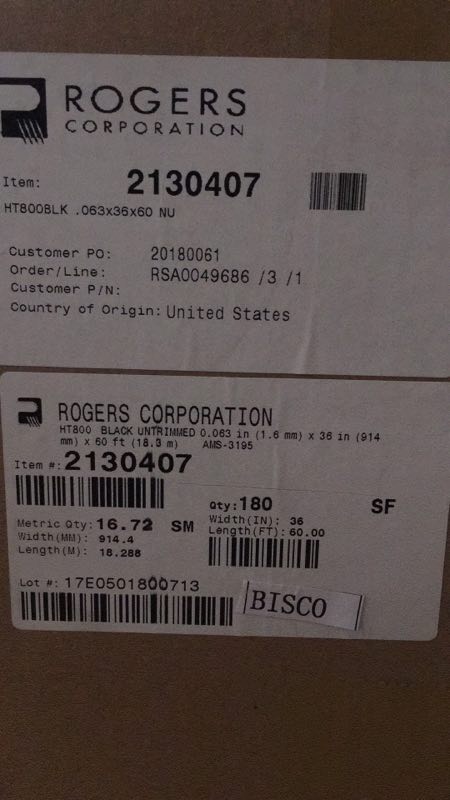 ROGERS
CORPORATION
Item: 2130407
HT800BLK .063x36x60 NU
Customer PO: 20180061
Order/Line: RSA0049686 /3 /1
Customer P/N:
Country of Origin: United States
ROGERS CORPORATION
HT800 BLACK UNTRIMMED 0.063 in (1.6 mm) x 36 in (914
mm) x 60 ft (18.3 m) AMS-3195
Item #: 2130407
Qty: 180 SF
Metric Qty: 16.72 SM Width(IN): 36
Width(MM): 914.4 Length(FT): 60.00
Length(M): 18.288
Lot #: 17E0501800713
BISCO